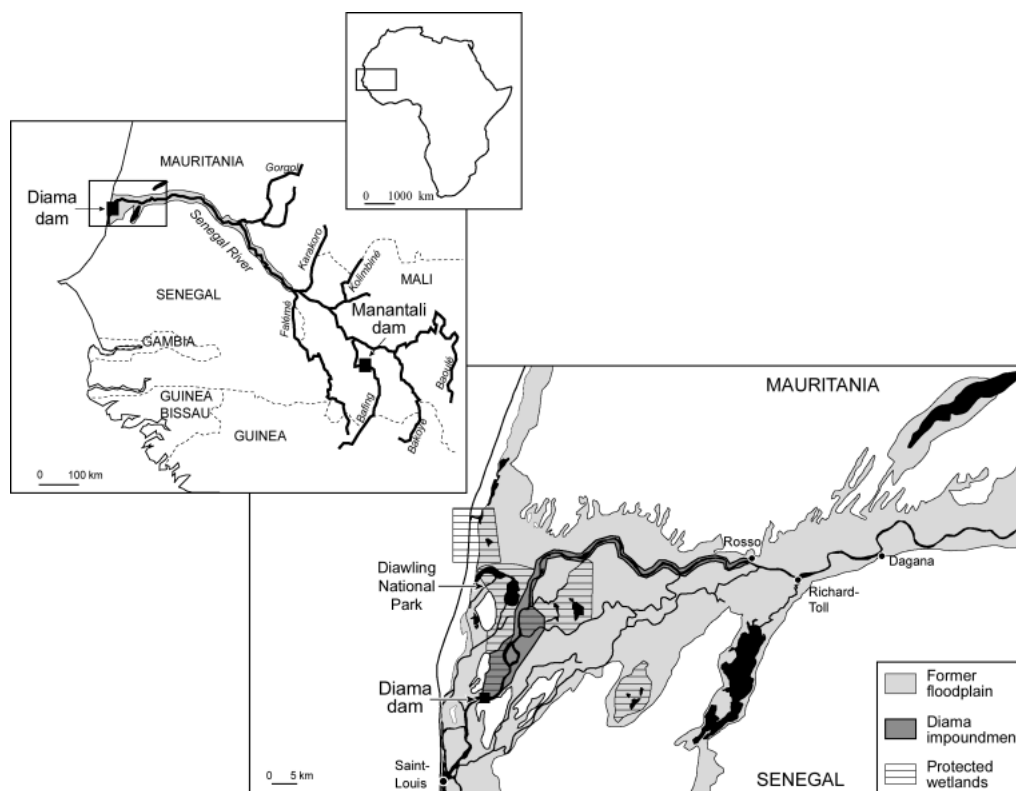 0 1000 km
MAURITANIA
Gorgol
Diama
dam
Senegal River
Karakoro
Kolimbiné
MALI
SENEGAL
Falémé
Manantali
dam
GAMBIA
Baoulé
GUINEA
BISSAU
Bafing
Bakoye
GUINEA
0 100 km
MAURITANIA
Rosso
Diawling
National
Park
Dagana
Richard-
Toll
Diama
dam
Former
floodplain
Diama
impoundment
Protected
wetlands
Saint-
Louis
0 5 km
SENEGAL